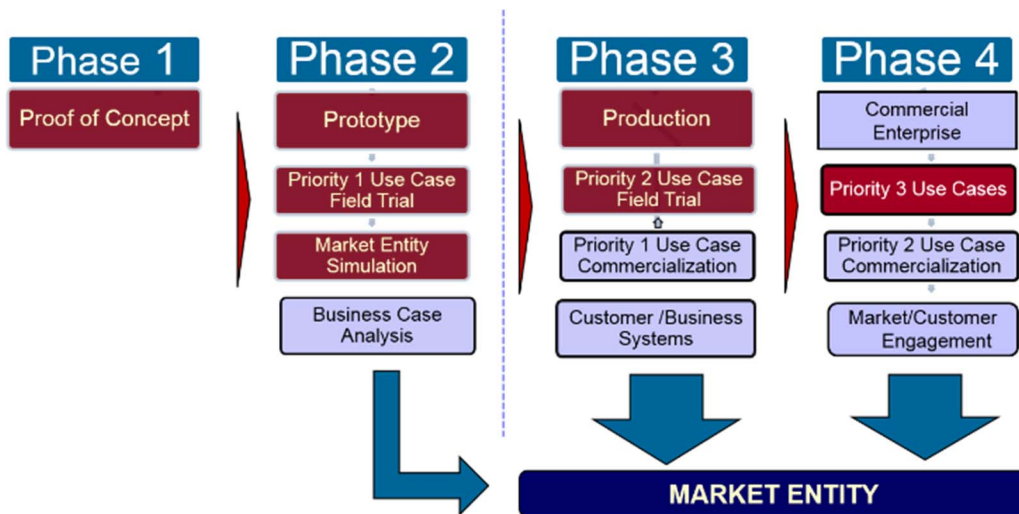 Phase 1
Proof of Concept
Phase 2
Prototype
Priority 1 Use Case
Field Trial
Market Entity
Simulation
Business Case
Analysis
Phase 3
Production
Priority 2 Use Case
Field Trial
Priority 1 Use Case
Commercialization
Customer /Business
Systems
Phase 4
Commercial
Enterprise
Priority 3 Use Cases
Priority 2 Use Case
Commercialization
Market/Customer
Engagement
MARKET ENTITY